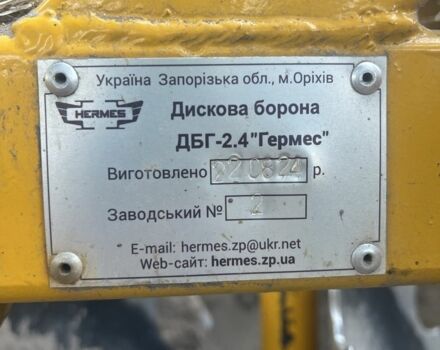 Україна Запорізька обл., м.Оріхів
HERMES
Дискова борона
ДБГ-2.4"Гермес"
Виготовлено 220824 р.
Заводський № 2
E-mail: hermes.zp@ukr.net
Web-сайт: hermes.zp.ua